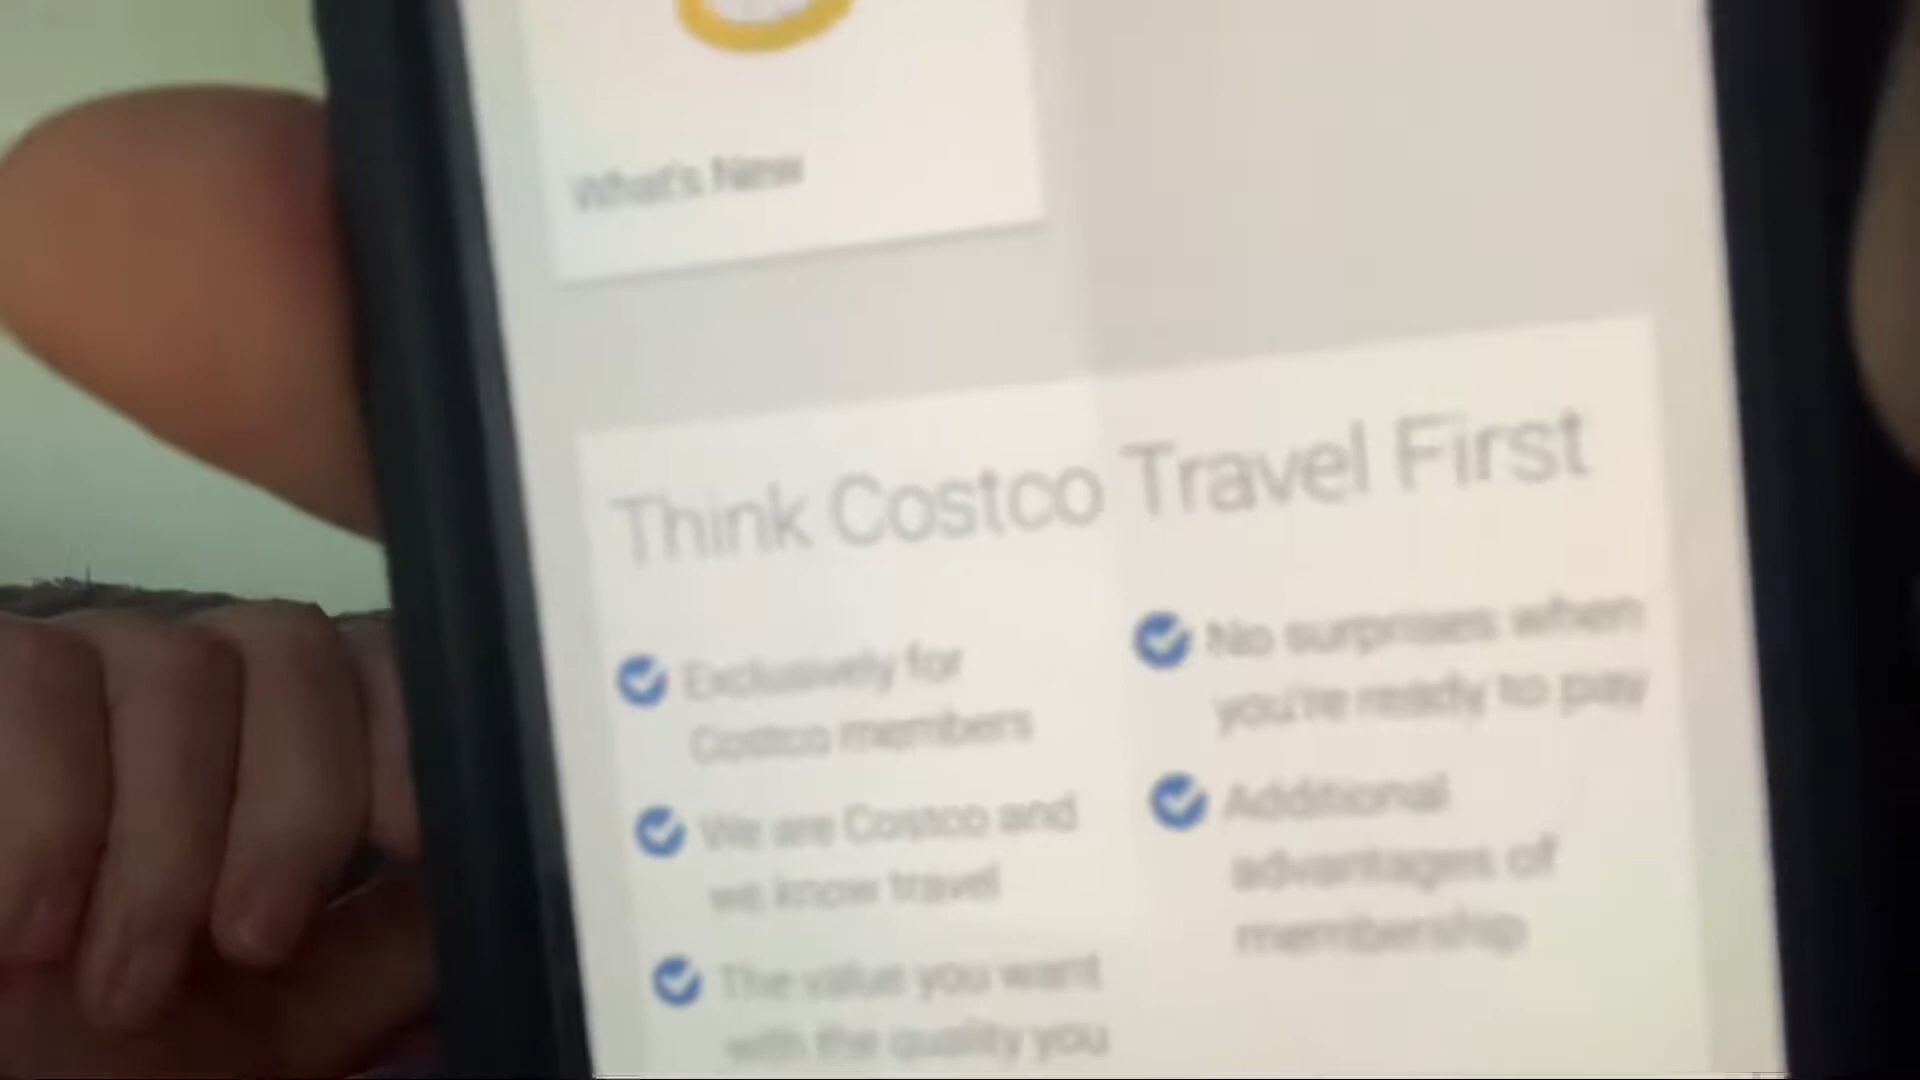 What's New
Think Costco Travel First
Exclusively for
Costco members
We are Costco and
we know travel
The value you want
with the quality you
No surprises when
you're ready to pay
Additional
advantages of
membership